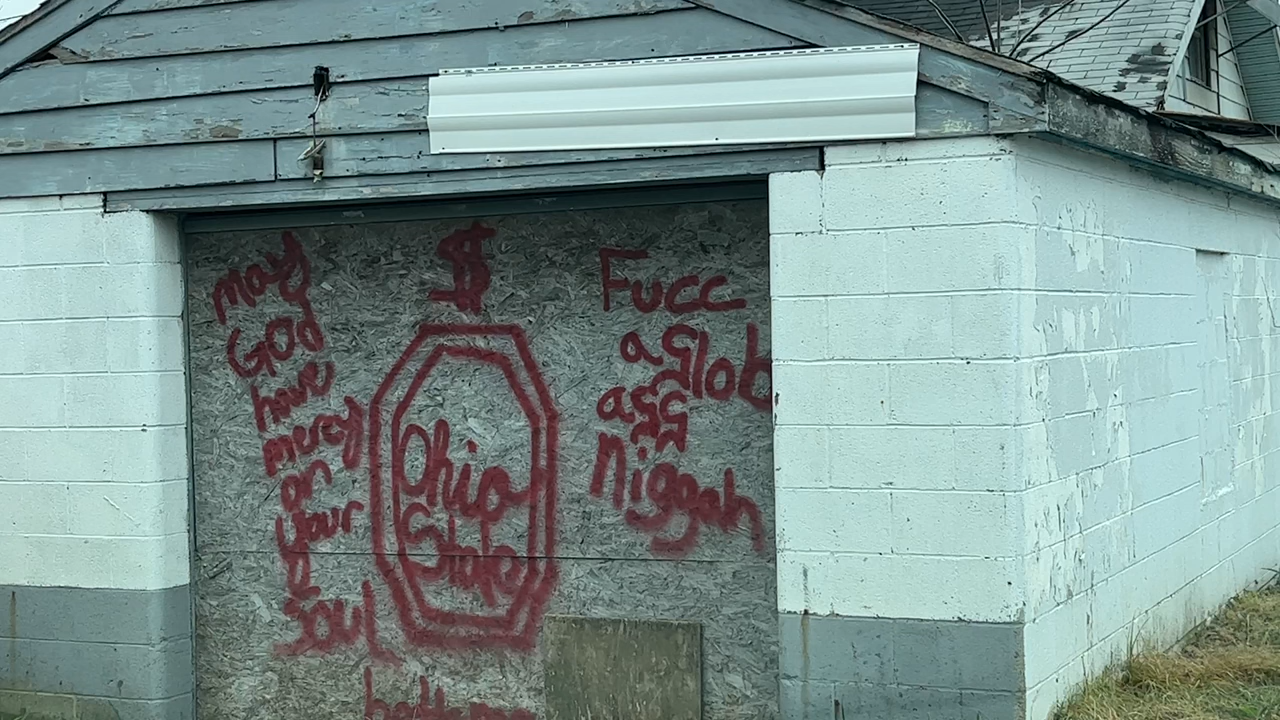 may
God
have
mercy
on
your
soul
$
Ohio
State
Fucc
a glob
ass
niggah